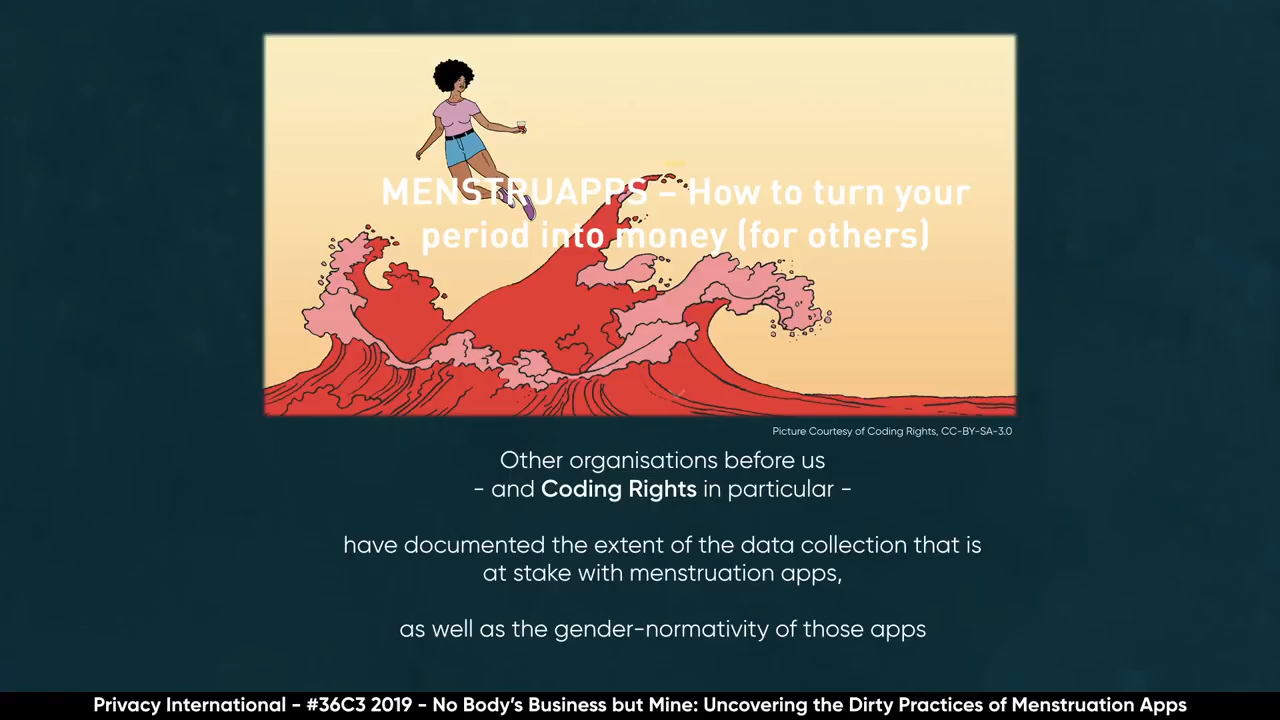 MENSTRUAPPS – How to turn your
period into money (for others)
Picture Courtesy of Coding Rights, CC-BY-SA-3.0
Other organisations before us
- and Coding Rights in particular -
have documented the extent of the data collection that is
at stake with menstruation apps,
as well as the gender-normativity of those apps
Privacy International - #36C3 2019 - No Body's Business but Mine: Uncovering the Dirty Practices of Menstruation Apps